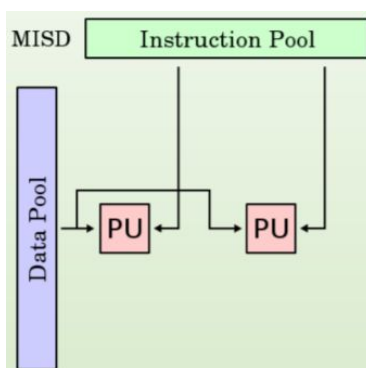 MISD
Instruction Pool
Data Pool
PU
PU